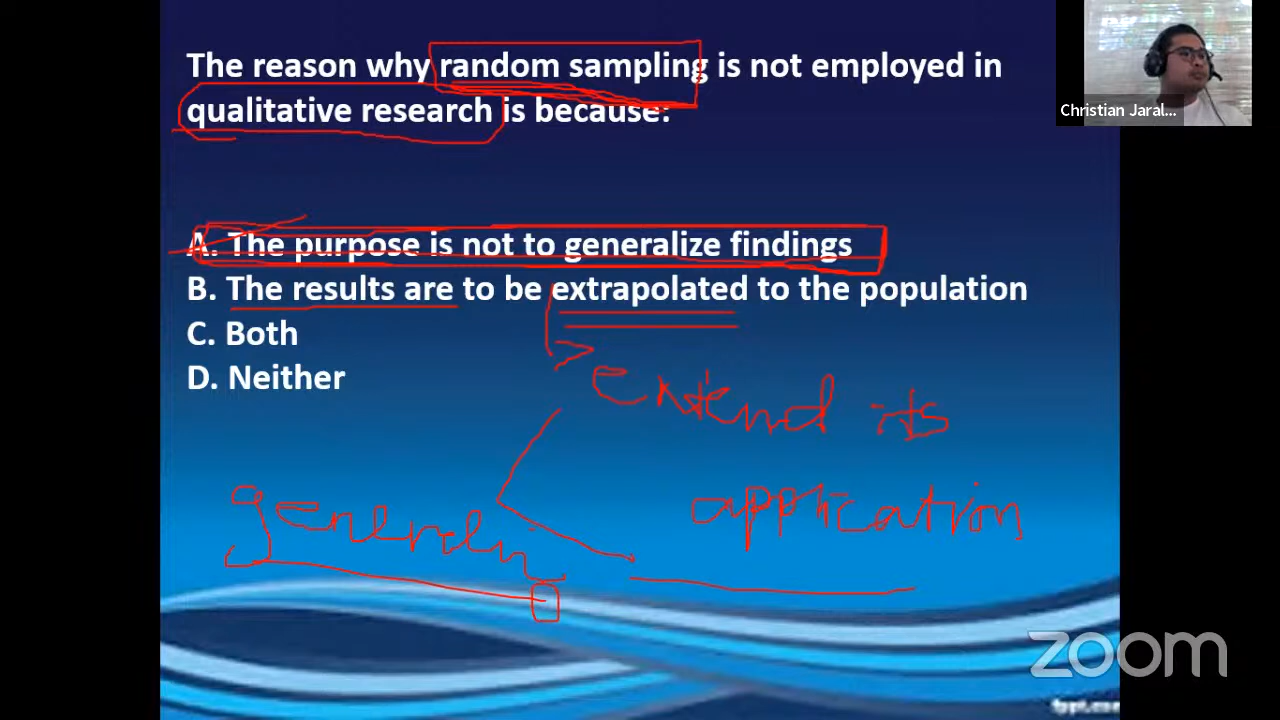 The reason why random sampling is not employed in
qualitative research is because:
Christian Jaral...
A. The purpose is not to generalize findings
B. The results are to be extrapolated to the population
C. Both
D. Neither
extend its
application
zoom